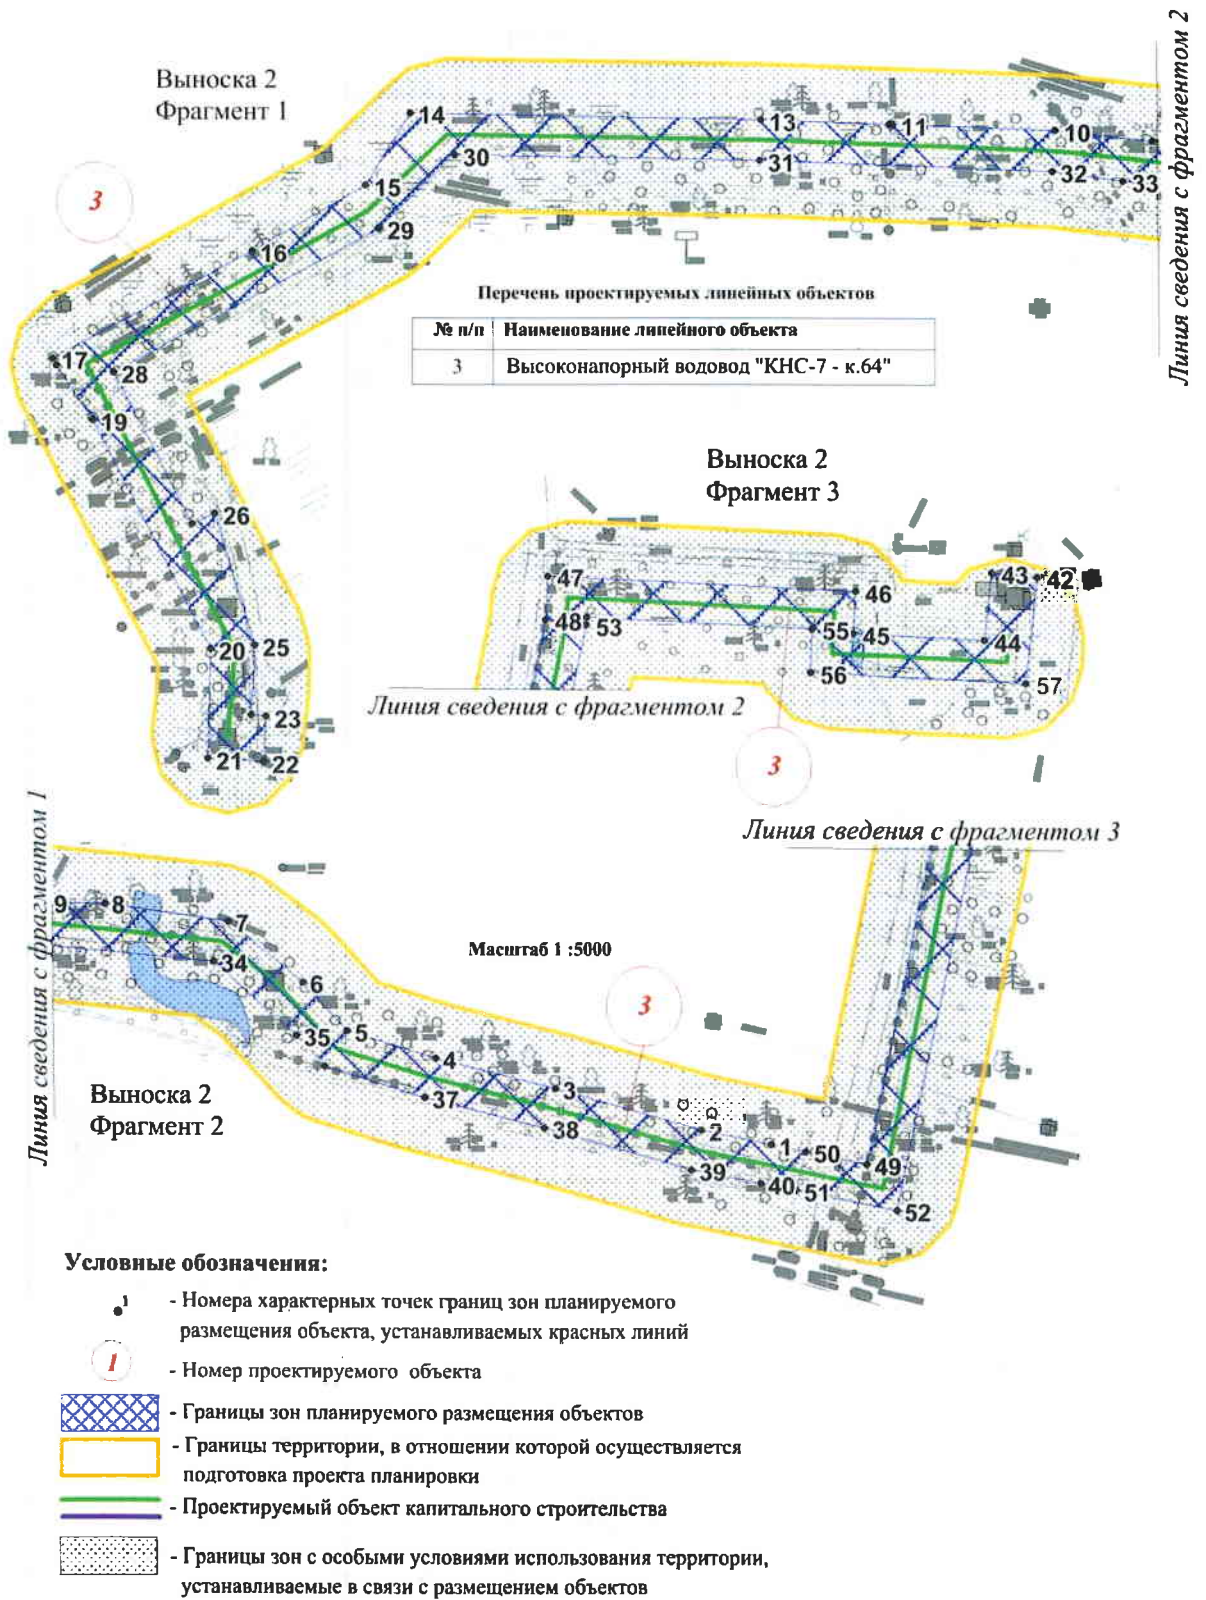 Выноска 2
Фрагмент 1
Линия сведения с фрагментом 2
14
13
11
10
30
31
32
33
15
3
29
16
Перечень проектируемых линейных объектов
№ п/п Наименование линейного объекта
3 Высоконапорный водовод "КНС-7 - к.64"
17
28
19
26
20
25
23
21
22
Выноска 2
Фрагмент 3
47
46
43
42
48
53
55
45
44
56
57
Линия сведения с фрагментом 2
3
Линия сведения с фрагментом 3
Линия сведения с фрагментом 1
9
8
7
34
Масштаб 1 :5000
6
3
35
5
4
37
3
38
2
1
50
39
40
51
49
52
Выноска 2
Фрагмент 2
Условные обозначения:
1
- Номера характерных точек границ зон планируемого
размещения объекта, устанавливаемых красных линий
1
- Номер проектируемого объекта
- Границы зон планируемого размещения объектов
- Границы территории, в отношении которой осуществляется
подготовка проекта планировки
- Проектируемый объект капитального строительства
- Границы зон с особыми условиями использования территории,
устанавливаемые в связи с размещением объектов